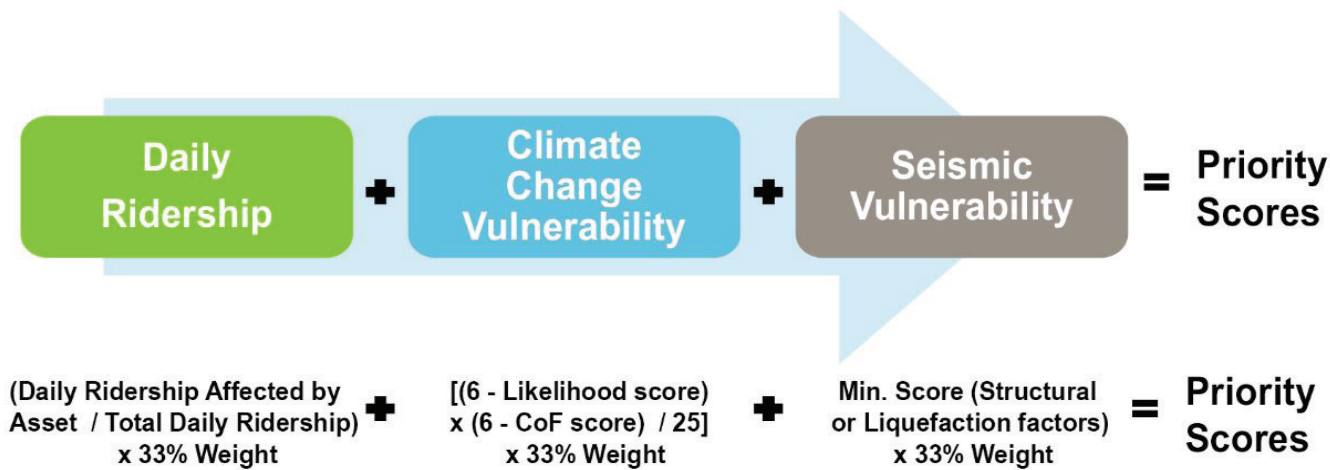 Daily
Ridership
+
Climate
Change
Vulnerability
+
Seismic
Vulnerability
=
Priority
Scores
(Daily Ridership Affected by
Asset / Total Daily Ridership)
x 33% Weight
+
[(6 - Likelihood score)
x (6 - CoF score) / 25]
x 33% Weight
+
Min. Score (Structural
or Liquefaction factors)
x 33% Weight
=
Priority
Scores